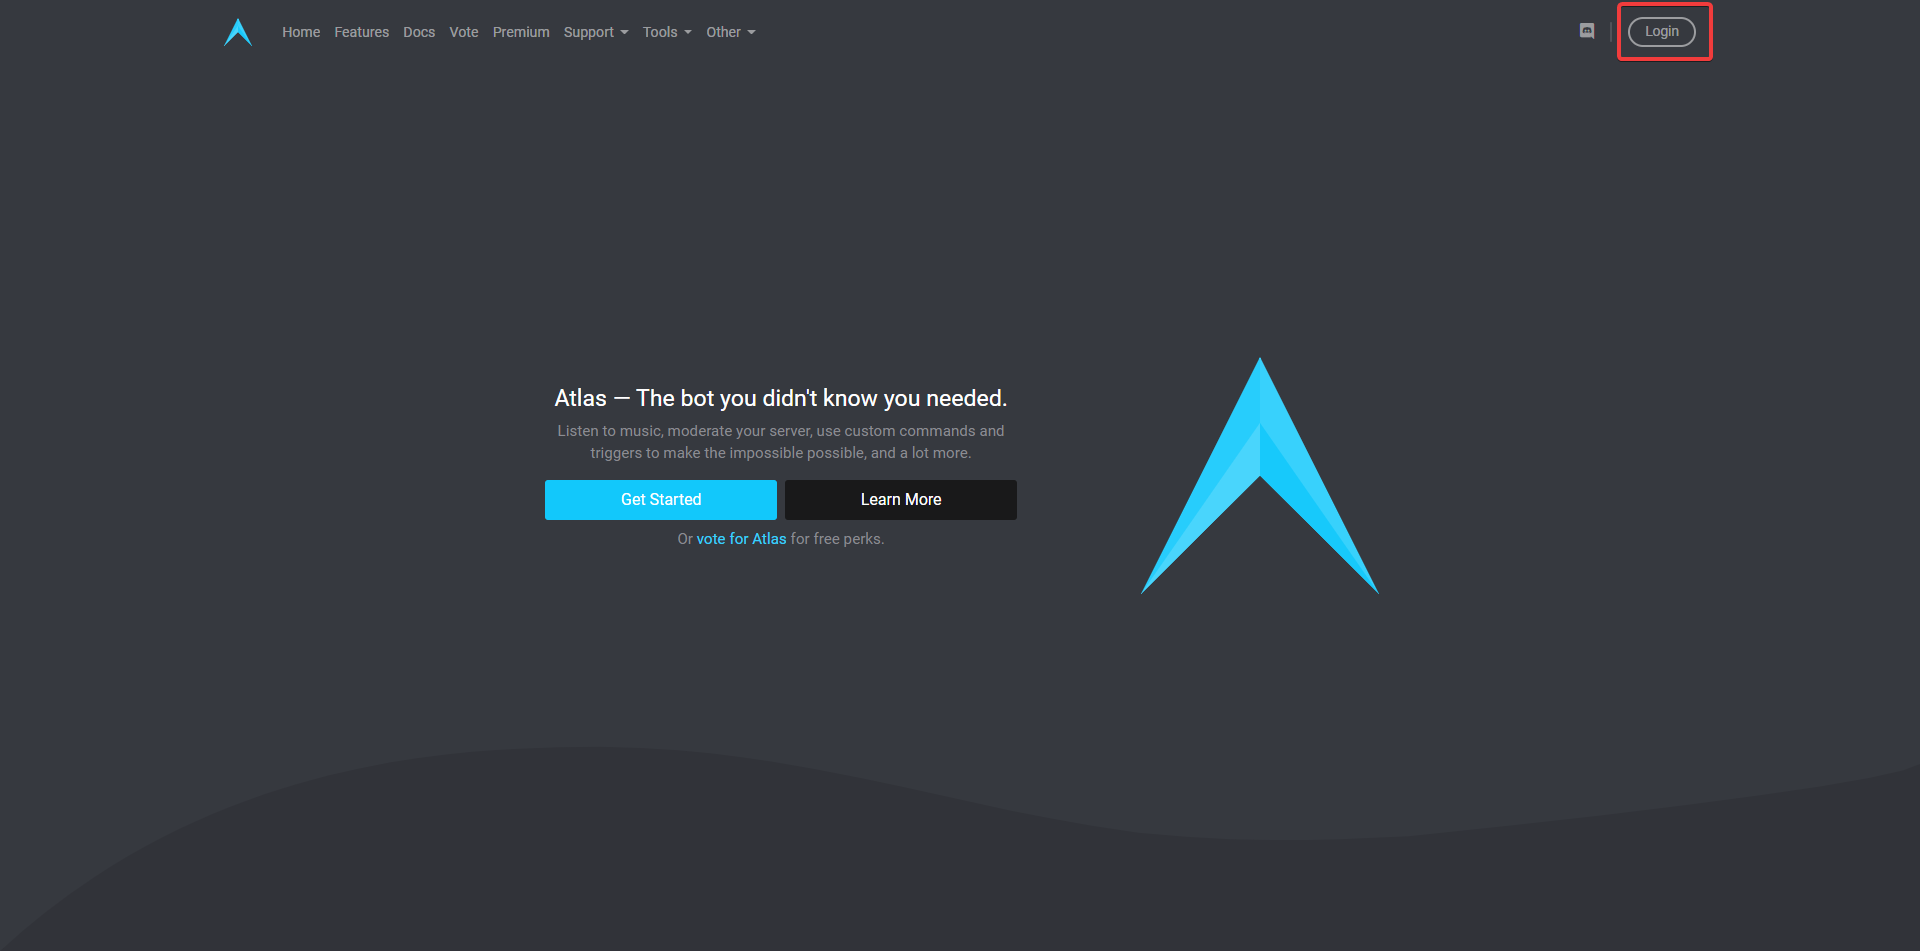 Home Features Docs Vote Premium Support Tools Other Login
Atlas — The bot you didn't know you needed.
Listen to music, moderate your server, use custom commands and
triggers to make the impossible possible, and a lot more.
Get Started Learn More
Or vote for Atlas for free perks.